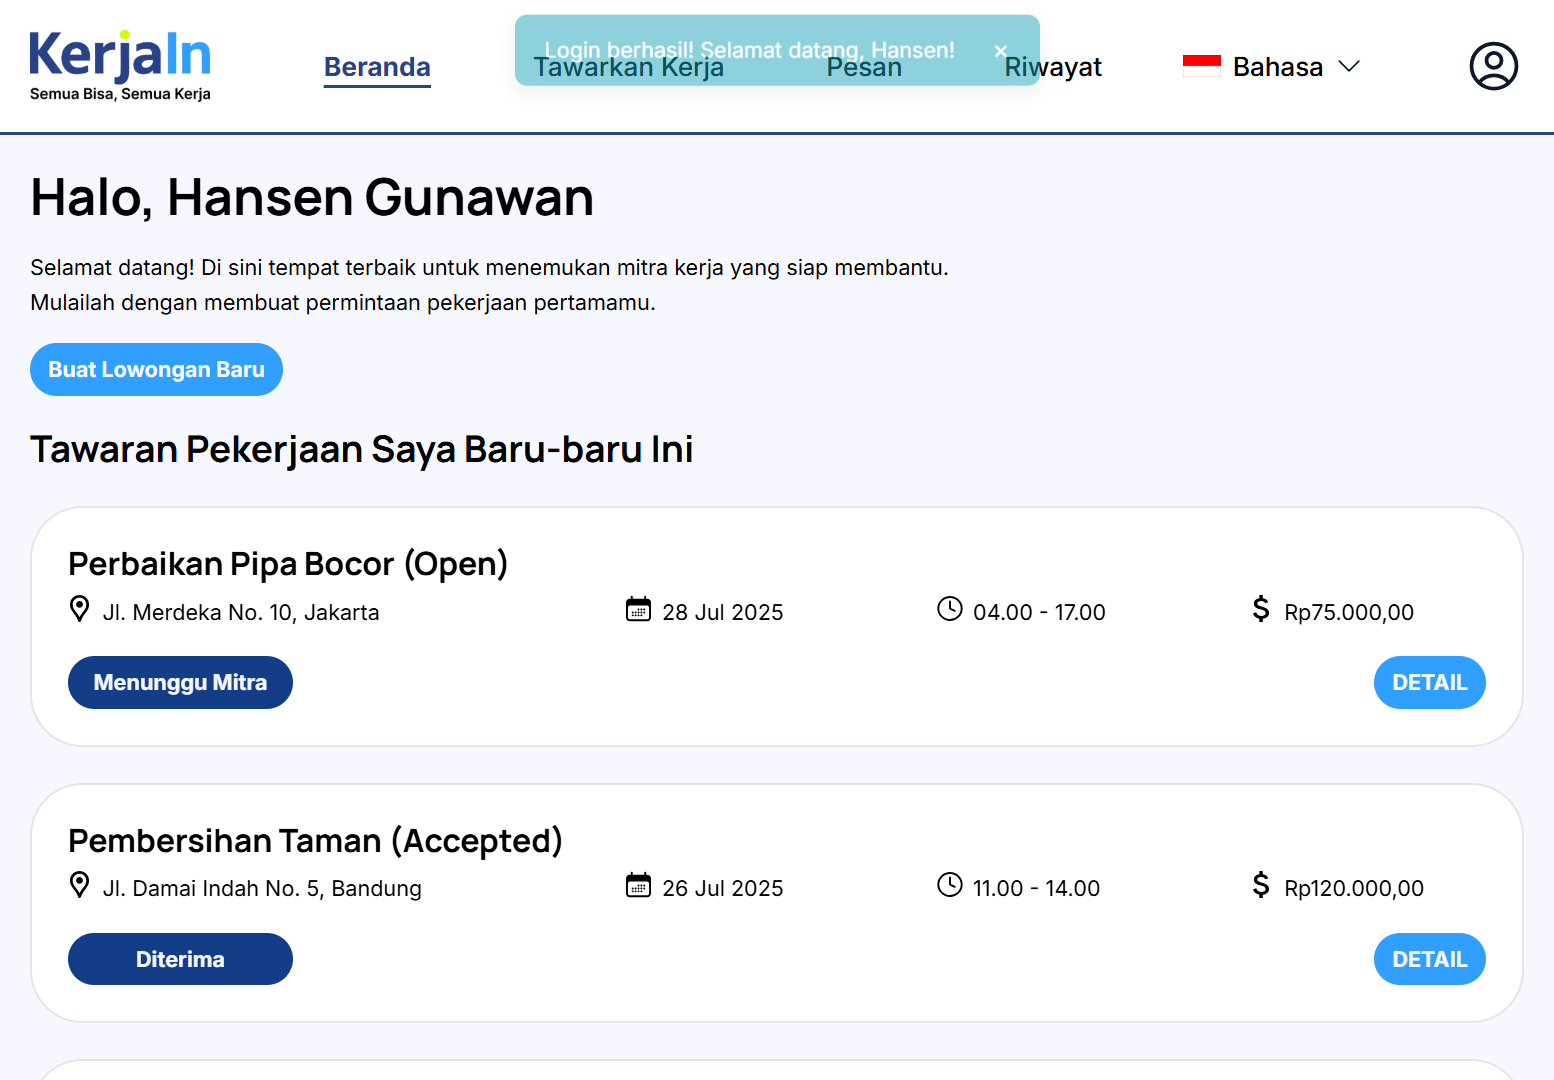 KerjaIn
Semua Bisa, Semua Kerja
Beranda
Tawarkan Kerja
Pesan
Riwayat
Bahasa
Login berhasil! Selamat datang, Hansen!
×
Halo, Hansen Gunawan
Selamat datang! Di sini tempat terbaik untuk menemukan mitra kerja yang siap membantu.
Mulailah dengan membuat permintaan pekerjaan pertamamu.
Buat Lowongan Baru
Tawaran Pekerjaan Saya Baru-baru Ini
Perbaikan Pipa Bocor (Open)
Jl. Merdeka No. 10, Jakarta
28 Jul 2025
04.00 - 17.00
$ Rp75.000,00
Menunggu Mitra
DETAIL
Pembersihan Taman (Accepted)
Jl. Damai Indah No. 5, Bandung
26 Jul 2025
11.00 - 14.00
$ Rp120.000,00
Diterima
DETAIL